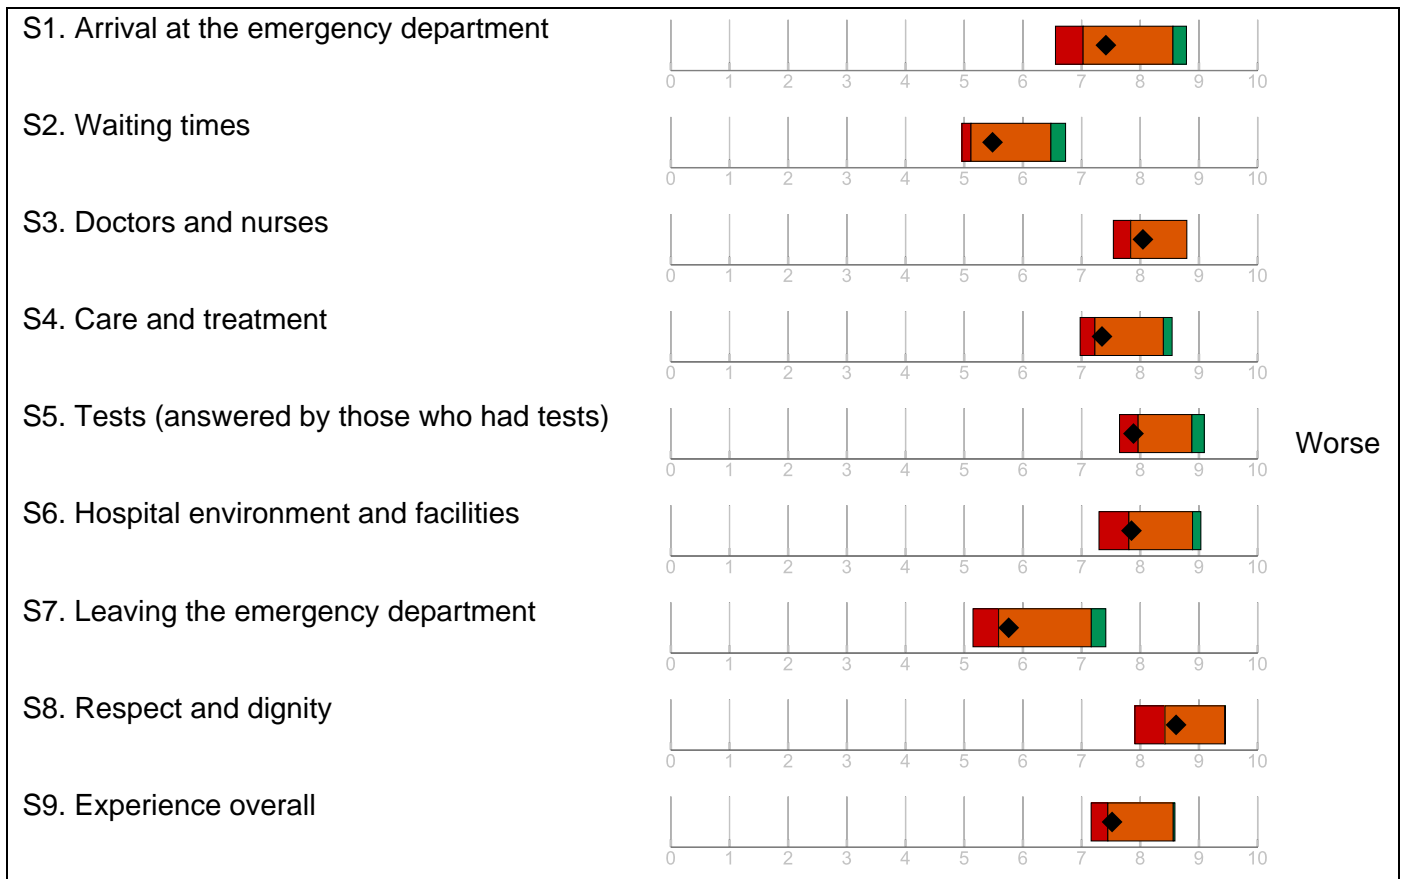 S1. Arrival at the emergency department
0 1 2 3 4 5 6 7 8 9 10
S2. Waiting times
0 1 2 3 4 5 6 7 8 9 10
S3. Doctors and nurses
0 1 2 3 4 5 6 7 8 9 10
S4. Care and treatment
0 1 2 3 4 5 6 7 8 9 10
S5. Tests (answered by those who had tests)
Worse
0 1 2 3 4 5 6 7 8 9 10
S6. Hospital environment and facilities
0 1 2 3 4 5 6 7 8 9 10
S7. Leaving the emergency department
0 1 2 3 4 5 6 7 8 9 10
S8. Respect and dignity
0 1 2 3 4 5 6 7 8 9 10
S9. Experience overall
0 1 2 3 4 5 6 7 8 9 10